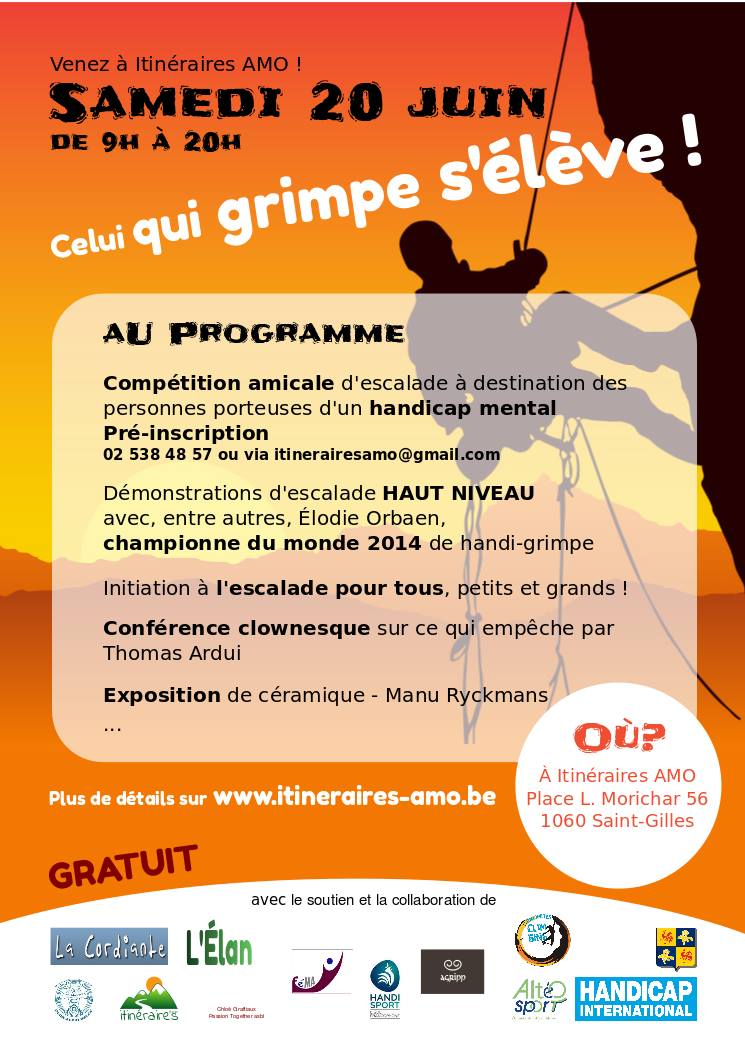 Venez à Itinéraires AMO !
SAMEDI 20 JUIN
DE 9H À 20H
Celui qui grimpe s'élève !
AU PROGRAMME
Compétition amicale d'escalade à destination des
personnes porteuses d'un handicap mental
Pré-inscription
02 538 48 57 ou via itinerairesamo@gmail.com
Démonstrations d'escalade HAUT NIVEAU
avec, entre autres, Élodie Orbaen,
championne du monde 2014 de handi-grimpe
Initiation à l'escalade pour tous, petits et grands !
Conférence clownesque sur ce qui empêche par
Thomas Ardui
Exposition de céramique - Manu Ryckmans
...
OÙ?
À Itinéraires AMO
Place L. Morichar 56
1060 Saint-Gilles
Plus de détails sur www.itineraires-amo.be
GRATUIT
avec le soutien et la collaboration de
La Cordiante
L'Élan
AGRIPP
HANDI
SPORT
itinéraires
Passion Together asbl
Altéo
sport
HANDICAP
INTERNATIONAL